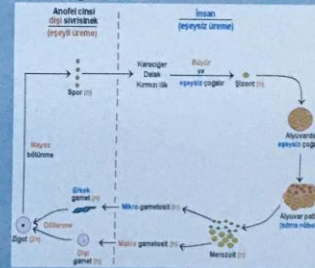 Anofel cinsi
dişi sivrisinek
(eşeyli üreme)
İnsan
(eşeysiz üreme)
Spor (n)
Karaciğer
Dalak
Kırmızı ilik
Büyür
ve
eşeysiz çoğalır
Şizont (n)
Alyuvarda
eşeysiz çoğa
Alyuvar patl
(sıtma nöbe
Merozoit (n)
Mikro gametosit (n)
Makro gametosit (n)
Erkek
gamet (n)
Dişi
gamet (n)
Döllenme
Zigot (2n)
Mayoz
bölünme